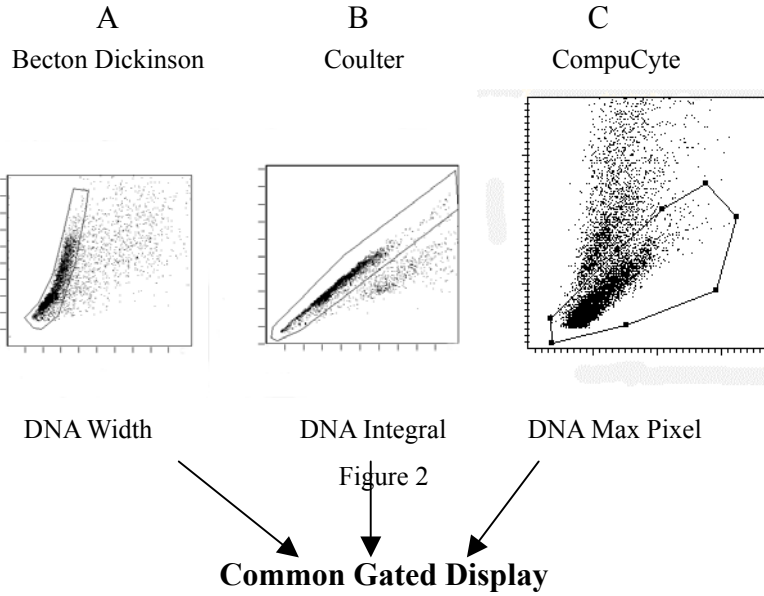 A B C
Becton Dickinson Coulter CompuCyte
DNA Width DNA Integral DNA Max Pixel
Figure 2
Common Gated Display